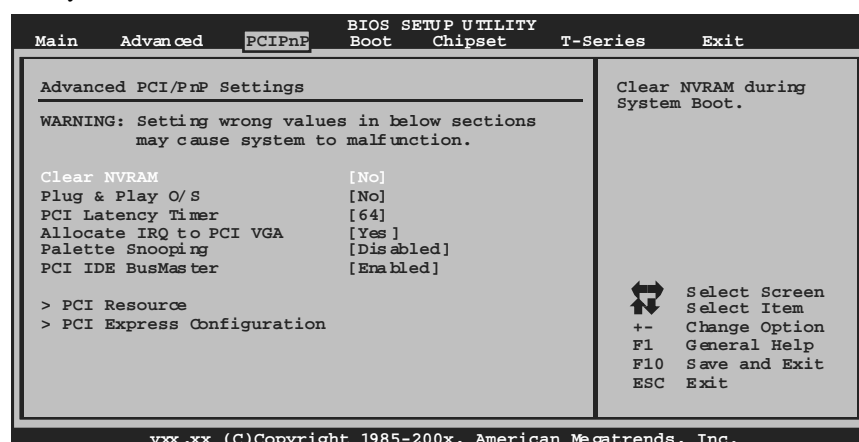 BIOS SETUP UTILITY
Main Advanced PCIPnP Boot Chipset T-Series Exit
Advanced PCI/PnP Settings
WARNING: Setting wrong values in below sections
may cause system to malfunction.
Clear NVRAM [No]
Plug & Play O/S [No]
PCI Latency Timer [64]
Allocate IRQ to PCI VGA [Yes]
Palette Snooping [Disabled]
PCI IDE BusMaster [Enabled]
> PCI Resource
> PCI Express Configuration
Clear NVRAM during
System Boot.
Select Screen
Select Item
+- Change Option
F1 General Help
F10 Save and Exit
ESC Exit
vxx.xx (C)Copyright 1985-200x, American Megatrends, Inc.